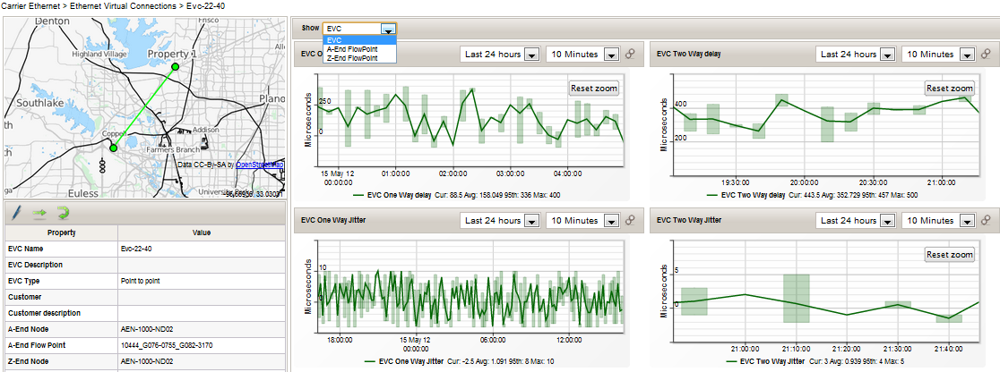 Carrier Ethernet > Ethernet Virtual Connections > Evc-22-40
Denton
Frisco
Highland Village
Property 1
Southlake
Coppell
Addison
Farmers Branch
Data CC-By-SA by OpenStreetMap
Euless
Property Value
EVC Name Evc-22-40
EVC Description
EVC Type Point to point
Customer
Customer description
A-End Node AEN-1000-ND02
A-End Flow Point 10444_G076-0755_G082-3170
Z-End Node AEN-1000-ND02
Show EVC
EVC
A-End FlowPoint
Z-End FlowPoint
EVC O
Last 24 hours 10 Minutes
Reset zoom
Microseconds
250
0
15 May 12
00:00:00 01:00:00 02:00:00 03:00:00 04:00:00
EVC One Way delay Cur: 88.5 Avg: 158.049 95th: 336 Max: 400
EVC Two Way delay Last 24 hours 10 Minutes
Reset zoom
Microseconds
400
200
19:30:00 20:00:00 20:30:00 21:00:00
EVC Two Way delay Cur: 443.5 Avg: 352.729 95th: 457 Max: 500
EVC One Way Jitter Last 24 hours 10 Minutes
Microseconds
10
18:00:00 15 May 12
00:00:00 06:00:00 12:00:00
EVC One Way Jitter Cur: -2.5 Avg: 1.091 95th: 8 Max: 10
EVC Two Way Jitter Last 24 hours 10 Minutes
Reset zoom
Microseconds
5
0
21:00:00 21:10:00 21:20:00 21:30:00 21:40:00
EVC Two Way Jitter Cur: 3 Avg: 0.939 95th: 4 Max: 5